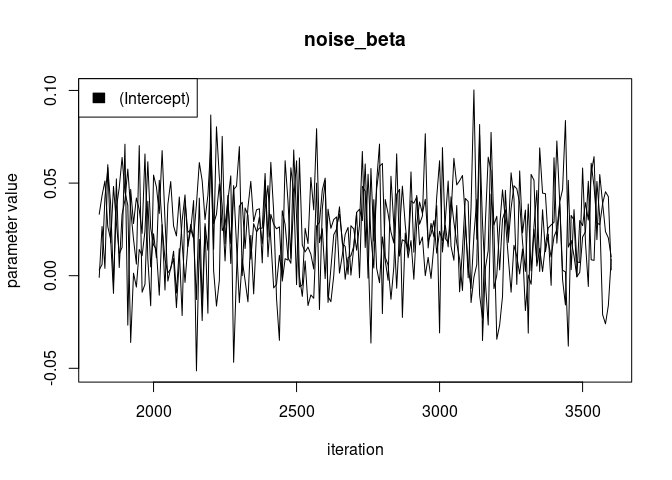 noise_beta
(Intercept)
parameter value
0.10
0.05
0.00
-0.05
2000 2500 3000 3500
iteration